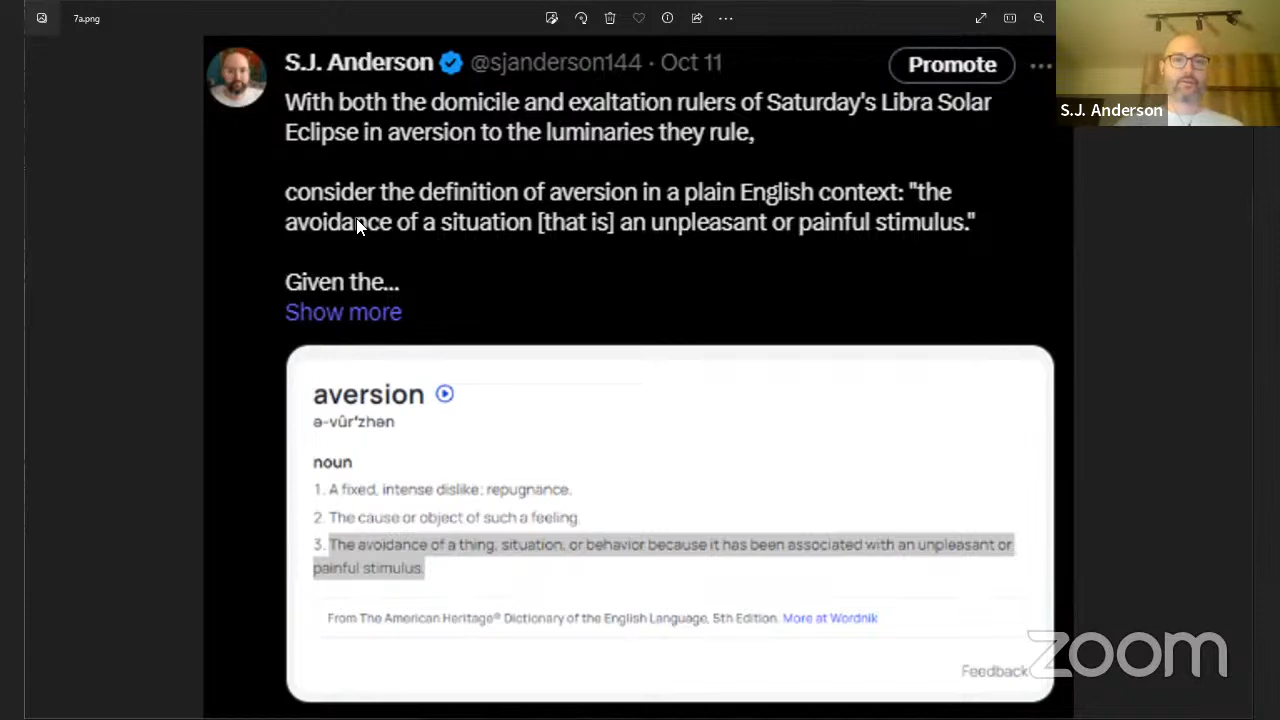 7a.png
S.J. Anderson @sjanderson144 · Oct 11
Promote
With both the domicile and exaltation rulers of Saturday's Libra Solar
Eclipse in aversion to the luminaries they rule,
consider the definition of aversion in a plain English context: "the
avoidance of a situation [that is] an unpleasant or painful stimulus."
Given the...
Show more
aversion
ə-vûr′zhən
noun
1. A fixed, intense dislike; repugnance.
2. The cause or object of such a feeling.
3. The avoidance of a thing, situation, or behavior because it has been associated with an unpleasant or
painful stimulus.
From The American Heritage® Dictionary of the English Language, 5th Edition. More at Wordnik
Feedback
S.J. Anderson
zoom